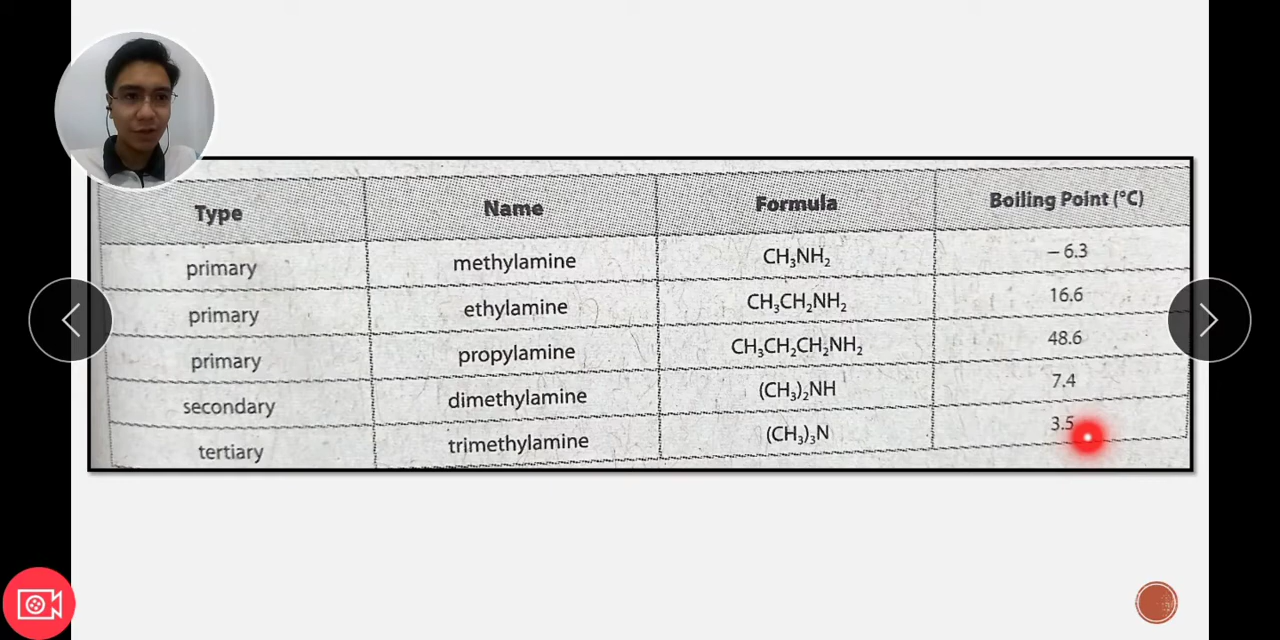 Type Name Formula Boiling Point (°C)
primary methylamine CH₃NH₂ – 6.3
primary ethylamine CH₃CH₂NH₂ 16.6
primary propylamine CH₃CH₂CH₂NH₂ 48.6
secondary dimethylamine (CH₃)₂NH 7.4
tertiary trimethylamine (CH₃)₃N 3.5